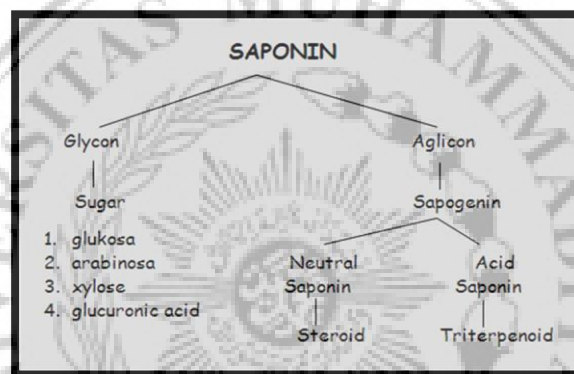 SAPONIN
Glycon
Aglicon
Sugar
Sapogenin
1. glukosa
2. arabinosa
3. xylose
4. glucuronic acid
Neutral
Saponin
Acid
Saponin
Steroid
Triterpenoid